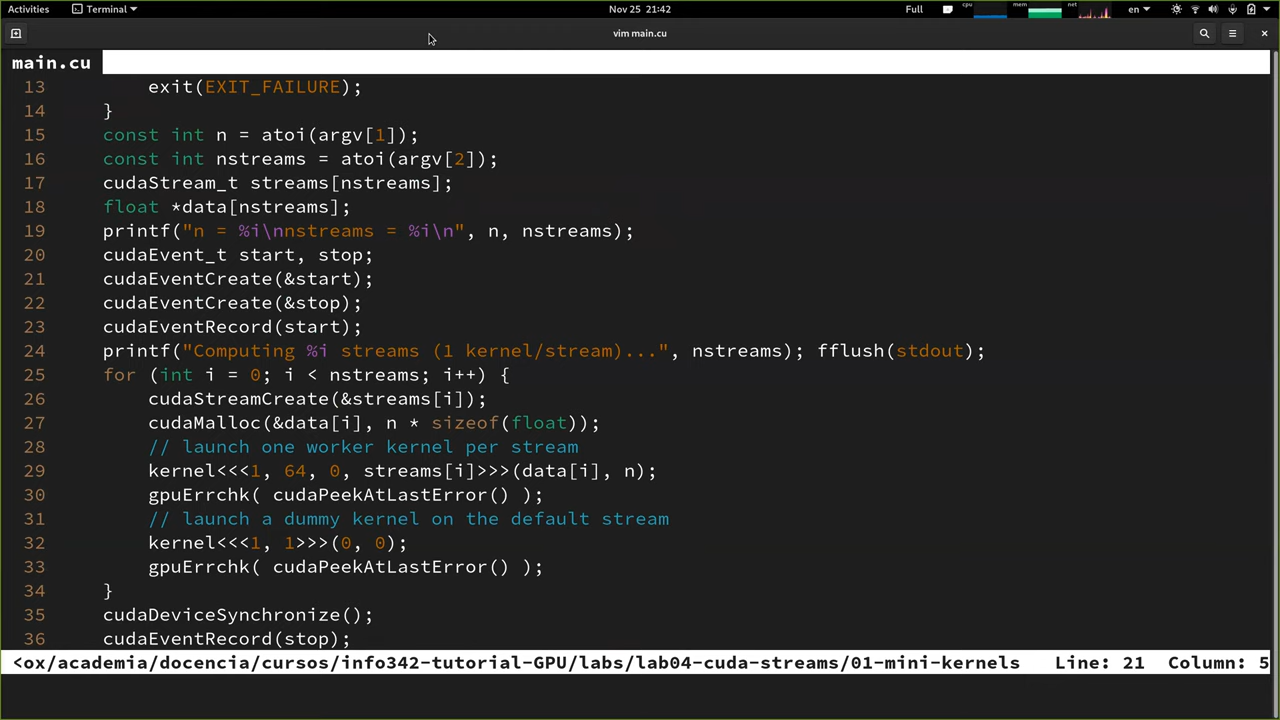 Activities Terminal Nov 25 21:42 Full cpu mem net en
vim main.cu
main.cu
13 exit(EXIT_FAILURE);
14 }
15 const int n = atoi(argv[1]);
16 const int nstreams = atoi(argv[2]);
17 cudaStream_t streams[nstreams];
18 float *data[nstreams];
19 printf("n = %i\nnstreams = %i\n", n, nstreams);
20 cudaEvent_t start, stop;
21 cudaEventCreate(&start);
22 cudaEventCreate(&stop);
23 cudaEventRecord(start);
24 printf("Computing %i streams (1 kernel/stream)...", nstreams); fflush(stdout);
25 for (int i = 0; i < nstreams; i++) {
26 cudaStreamCreate(&streams[i]);
27 cudaMalloc(&data[i], n * sizeof(float));
28 // launch one worker kernel per stream
29 kernel<<<1, 64, 0, streams[i]>>>(data[i], n);
30 gpuErrchk( cudaPeekAtLastError() );
31 // launch a dummy kernel on the default stream
32 kernel<<<1, 1>>>(0, 0);
33 gpuErrchk( cudaPeekAtLastError() );
34 }
35 cudaDeviceSynchronize();
36 cudaEventRecord(stop);
<ox/academia/docencia/cursos/info342-tutorial-GPU/labs/lab04-cuda-streams/01-mini-kernels Line: 21 Column: 5